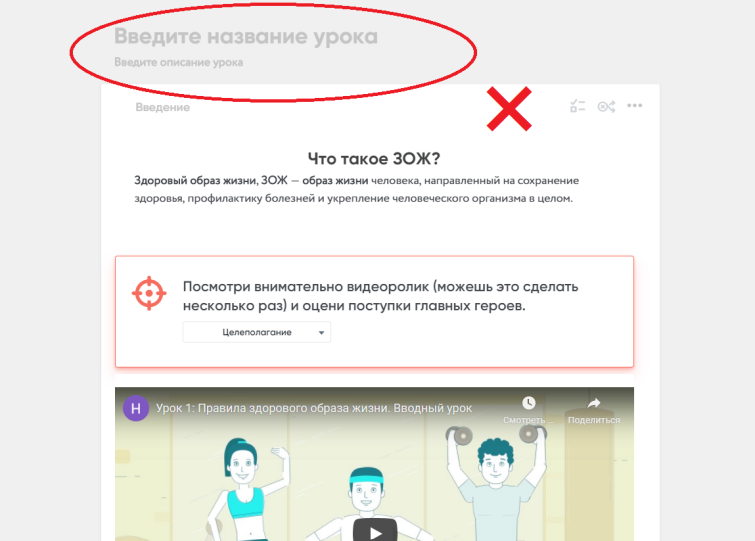 Введите название урока
Введите описание урока
Введение
Что такое ЗОЖ?
Здоровый образ жизни, ЗОЖ — образ жизни человека, направленный на сохранение
здоровья, профилактику болезней и укрепление человеческого организма в целом.
Посмотри внимательно видеоролик (можешь это сделать
несколько раз) и оцени поступки главных героев.
Целеполагание
Н
Урок 1: Правила здорового образа жизни. Вводный урок
Смотреть ...
Поделиться